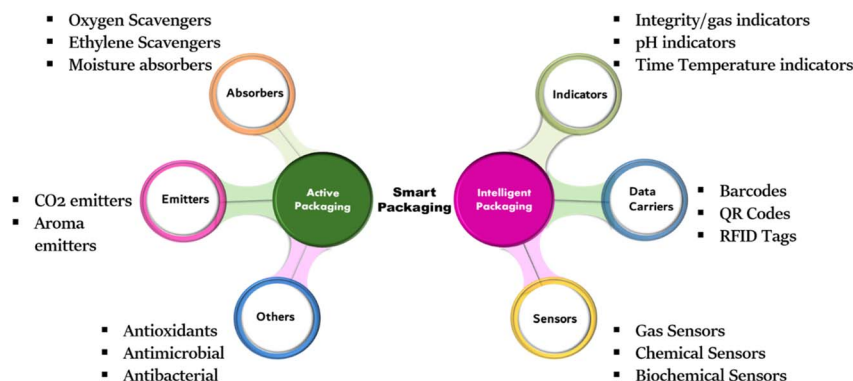 Oxygen Scavengers
Ethylene Scavengers
Moisture absorbers
Absorbers
Emitters
CO2 emitters
Aroma
emitters
Others
Antioxidants
Antimicrobial
Antibacterial
Active
Packaging
Smart
Packaging
Intelligent
Packaging
Integrity/gas indicators
pH indicators
Time Temperature indicators
Indicators
Data
Carriers
Barcodes
QR Codes
RFID Tags
Sensors
Gas Sensors
Chemical Sensors
Biochemical Sensors